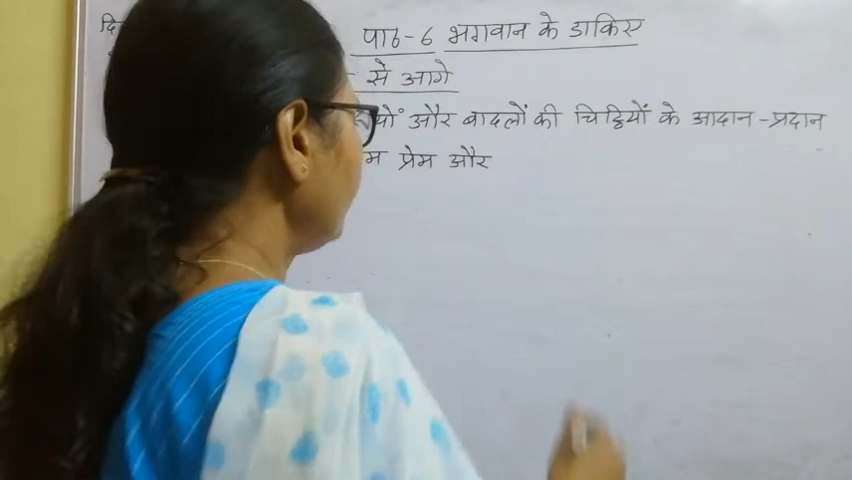 पाठ-6 भगवान के डाकिए
से आगे
और बादलों की चिट्ठियों के आदान-प्रदान
प्रेम और